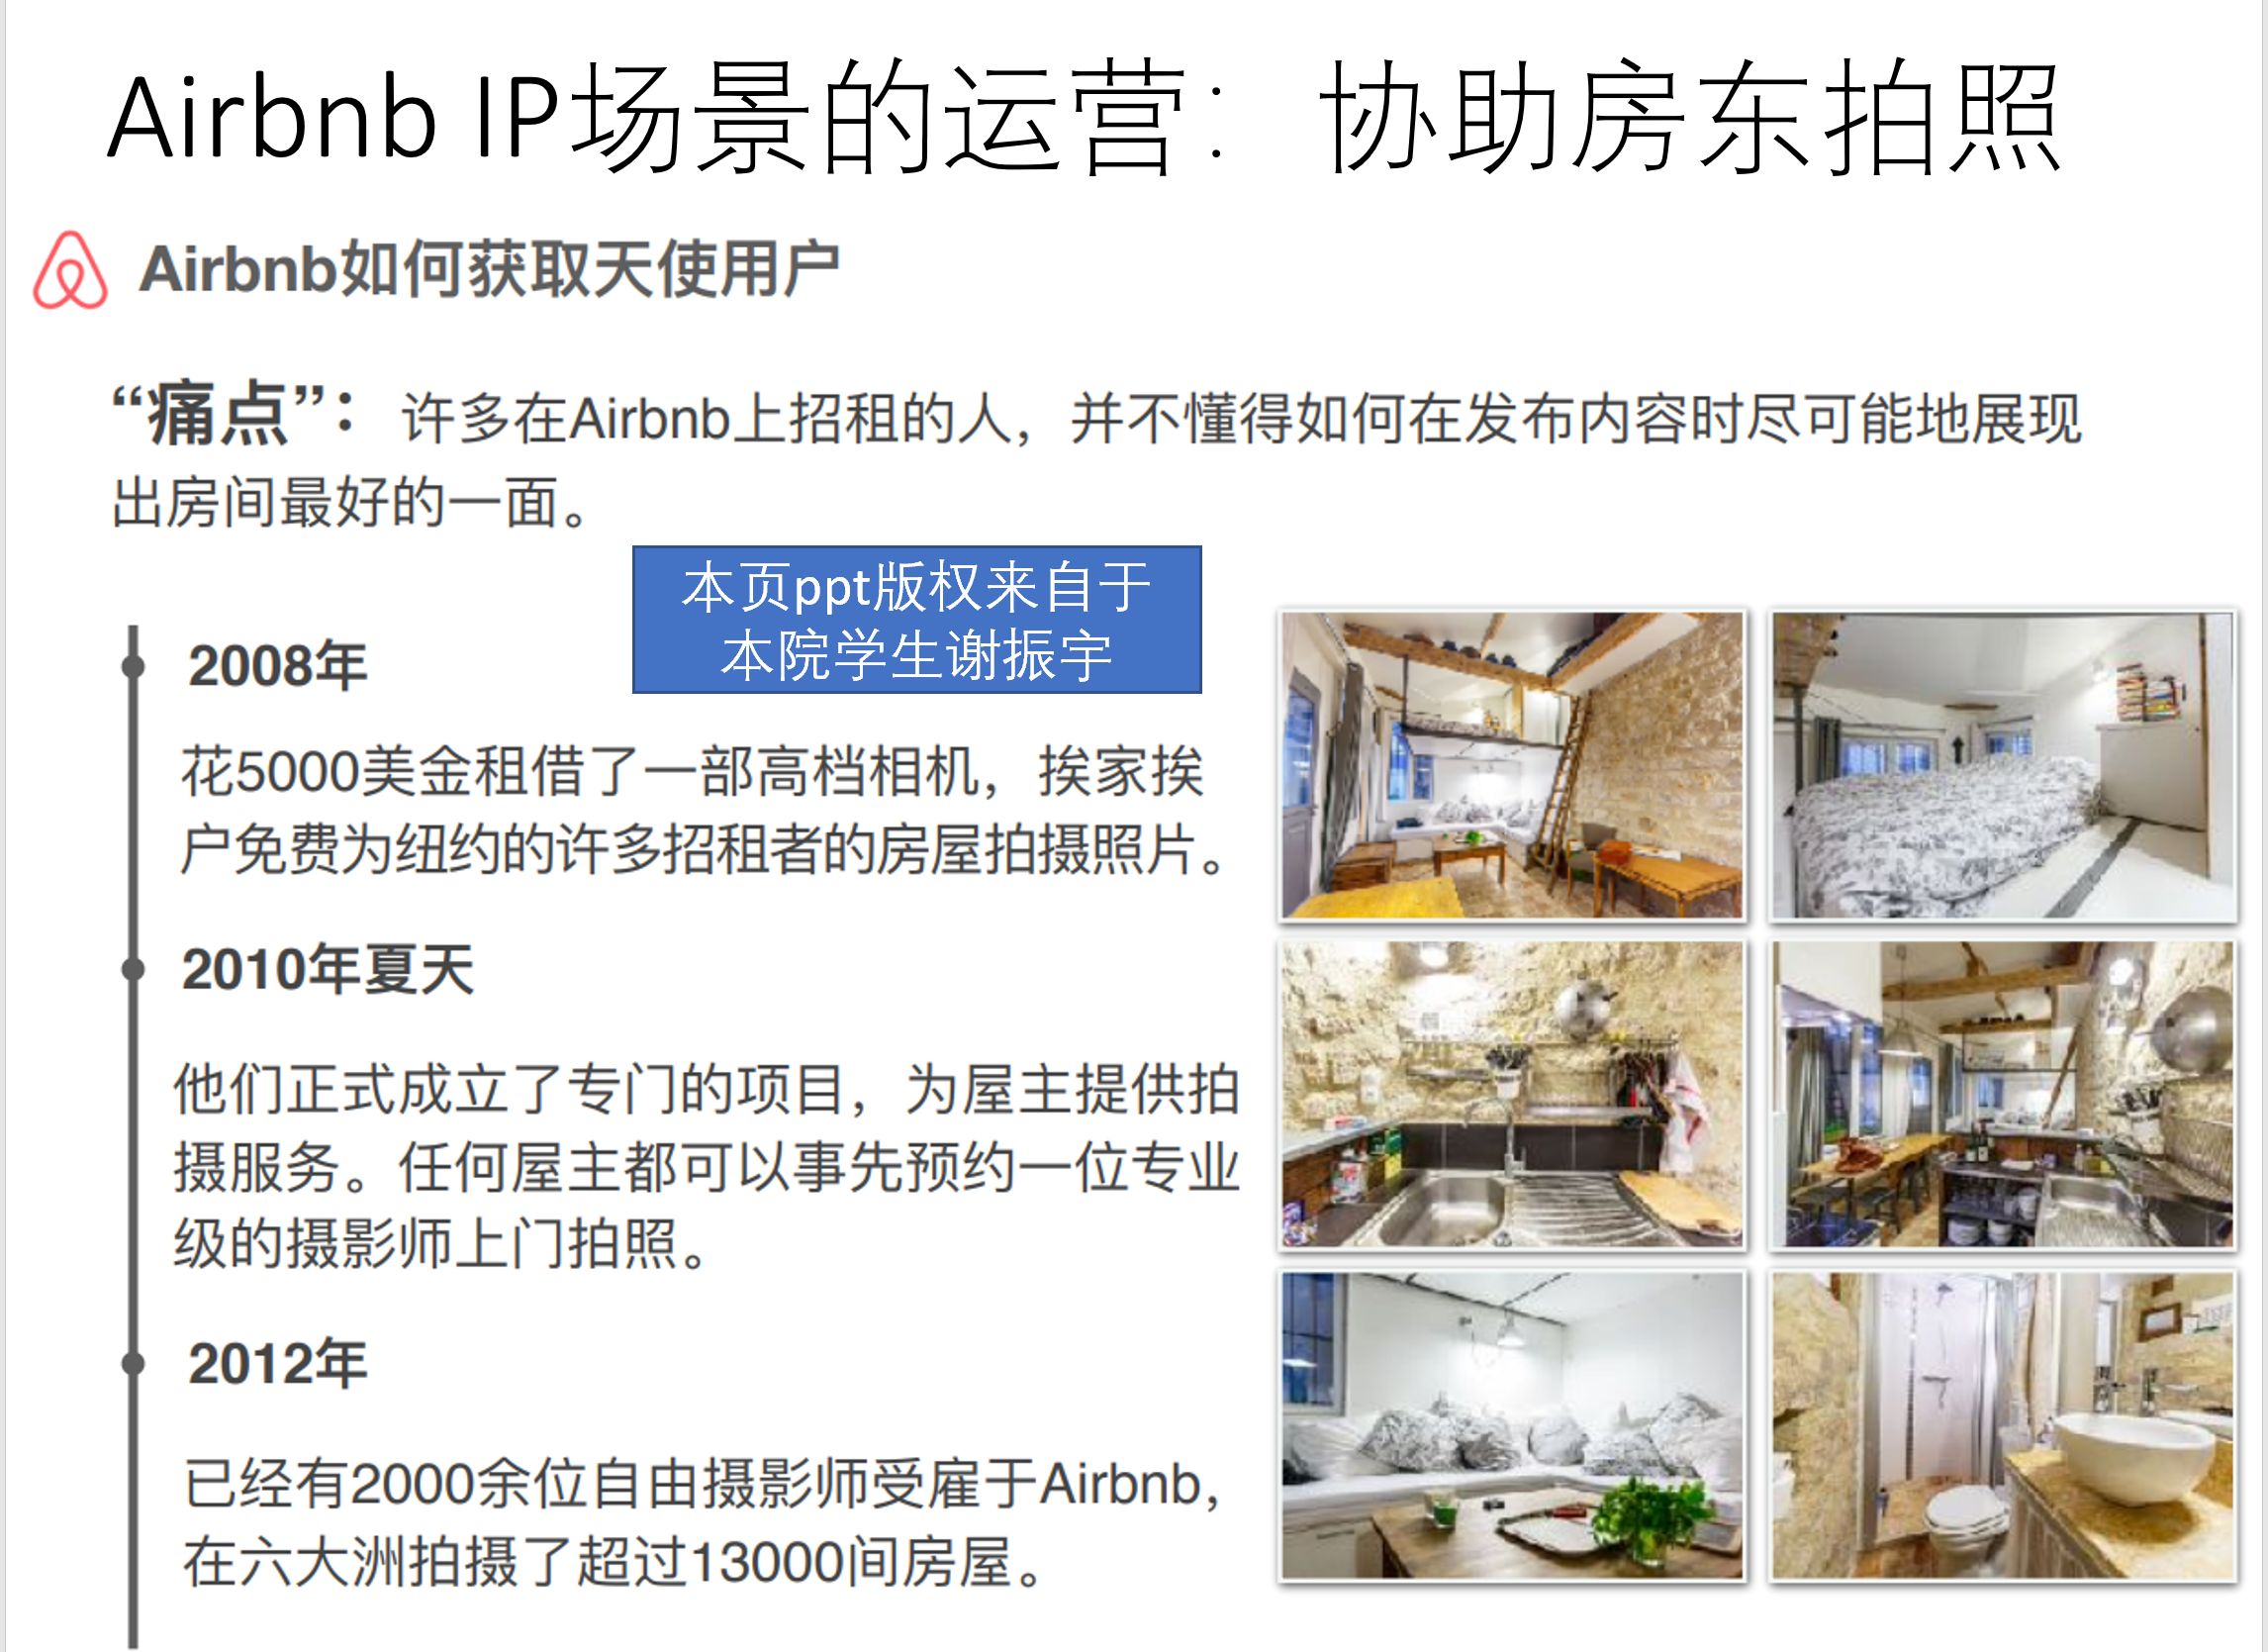 Airbnb IP场景的运营：协助房东拍照
Airbnb如何获取天使用户
“痛点”：许多在Airbnb上招租的人，并不懂得如何在发布内容时尽可能地展现
出房间最好的一面。
本页ppt版权来自于
本院学生谢振宇
2008年
花5000美金租借了一部高档相机，挨家挨
户免费为纽约的许多招租者的房屋拍摄照片。
2010年夏天
他们正式成立了专门的项目，为屋主提供拍
摄服务。任何屋主都可以事先预约一位专业
级的摄影师上门拍照。
2012年
已经有2000余位自由摄影师受雇于Airbnb，
在六大洲拍摄了超过13000间房屋。